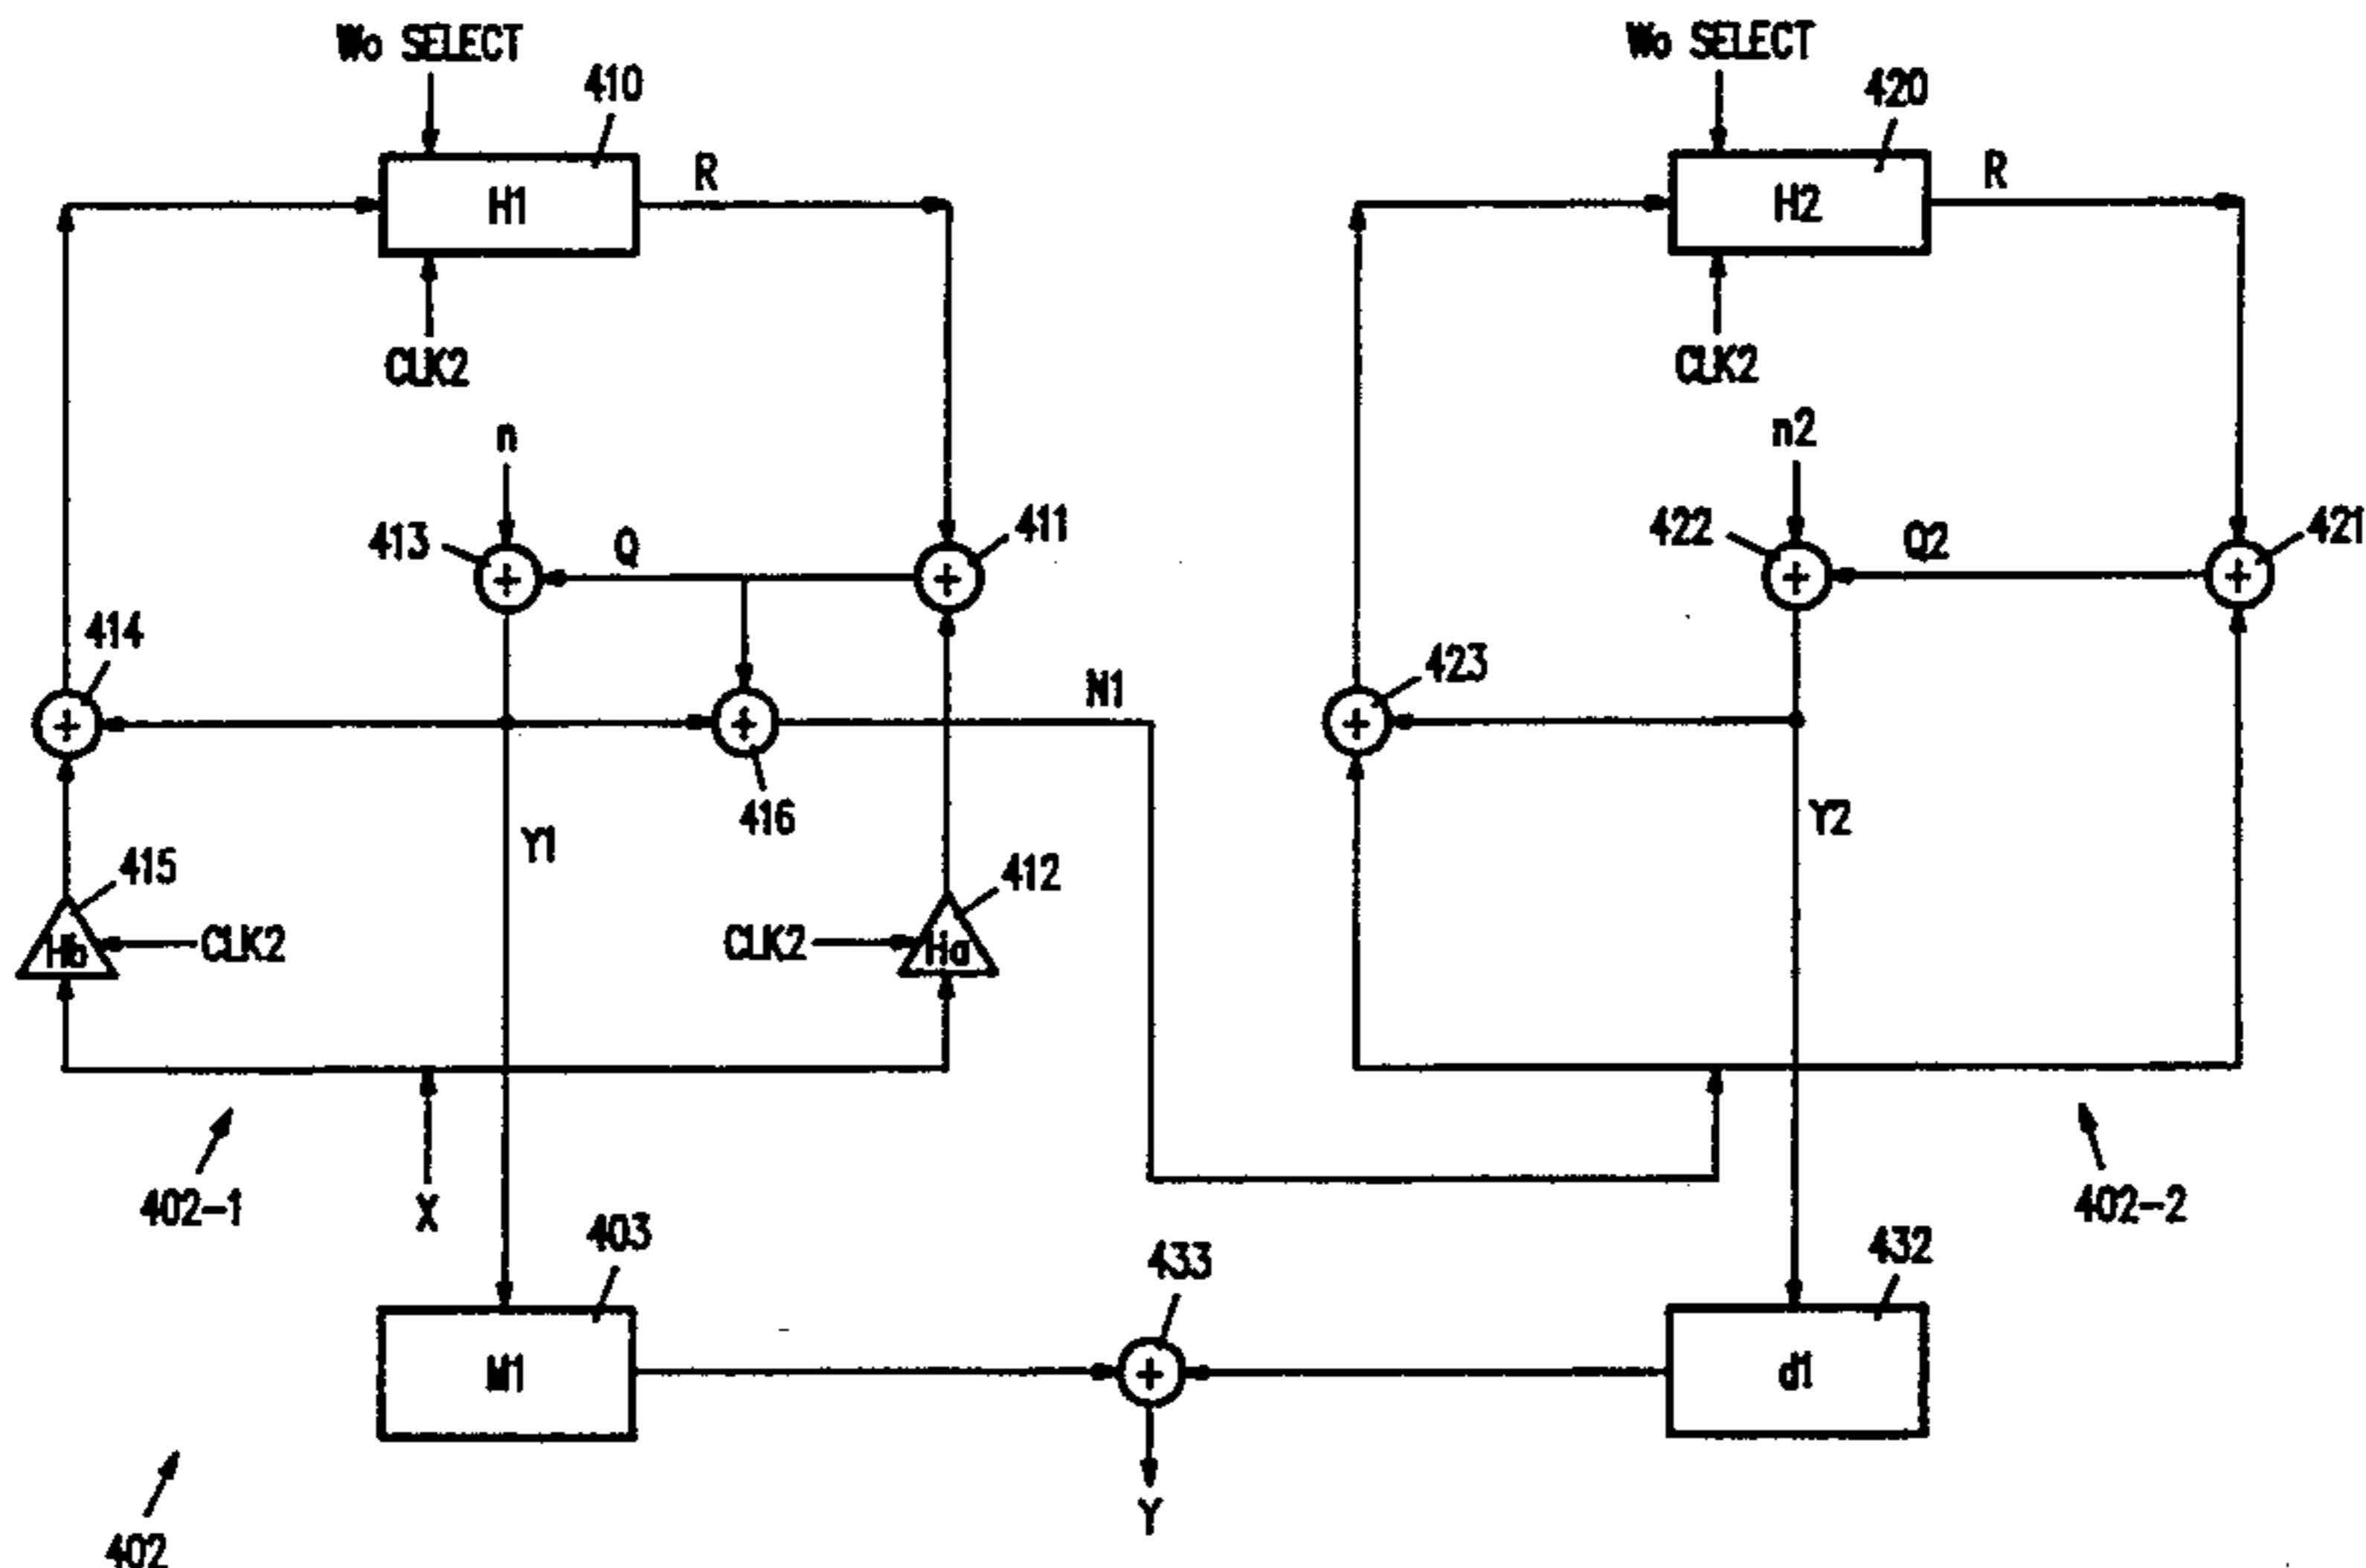 Wo SELECT
410
H1
R
CLK2
n
413
Q
411
414
416
N1
Y1
415
Hb
CLK2
412
CLK2
Ha
402-1
X
403
M1
402
Wo SELECT
420
H2
R
CLK2
n2
422
Q2
421
423
Y2
402-2
432
d1
433
Y